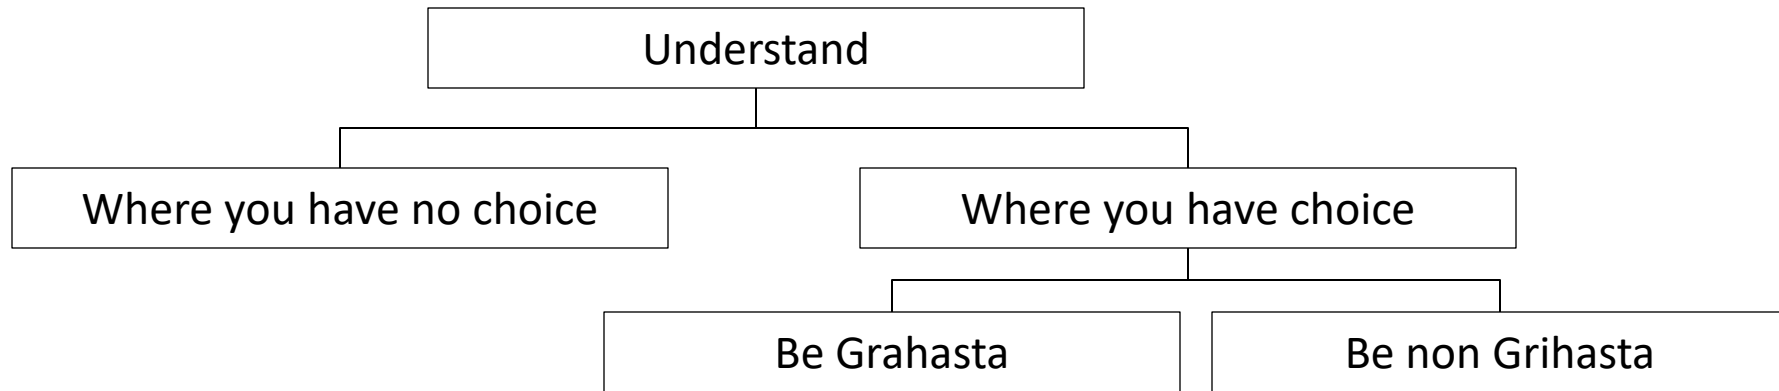 Understand
Where you have no choice
Where you have choice
Be Grahasta
Be non Grihasta